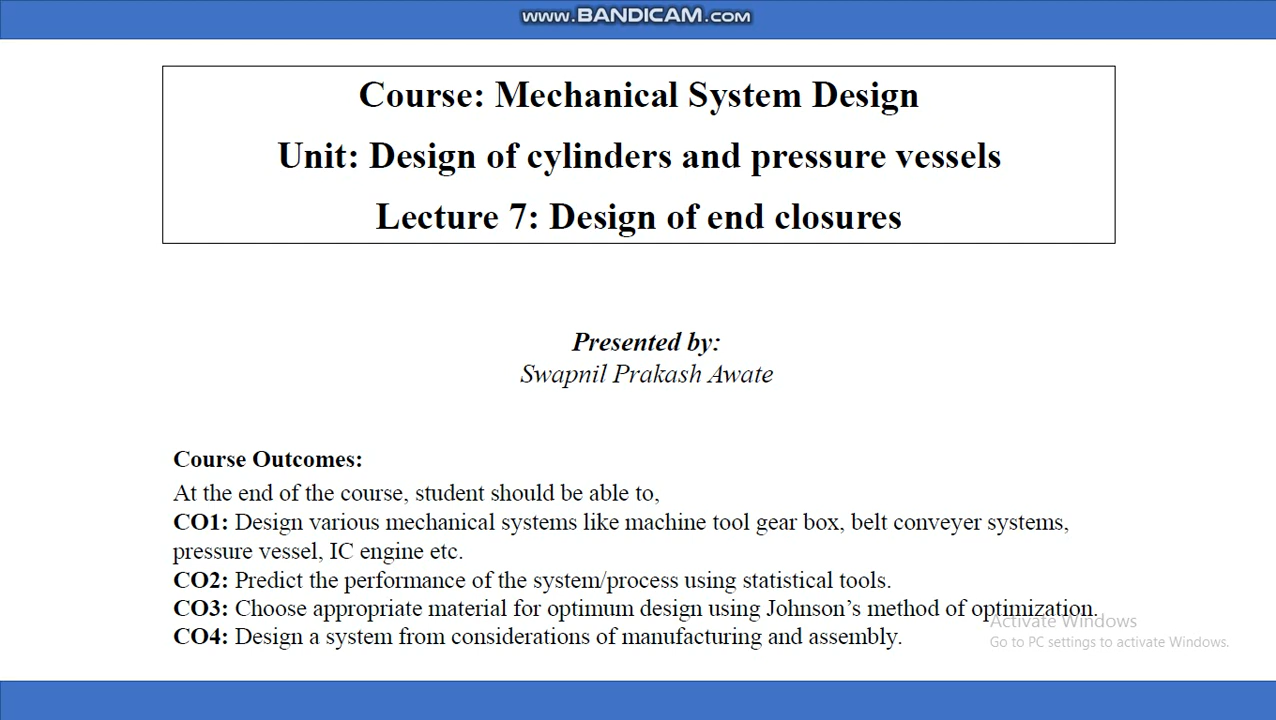 www.BANDICAM.com
Course: Mechanical System Design
Unit: Design of cylinders and pressure vessels
Lecture 7: Design of end closures
Presented by:
Swapnil Prakash Awate
Course Outcomes:
At the end of the course, student should be able to,
CO1: Design various mechanical systems like machine tool gear box, belt conveyer systems,
pressure vessel, IC engine etc.
CO2: Predict the performance of the system/process using statistical tools.
CO3: Choose appropriate material for optimum design using Johnson’s method of optimization.
CO4: Design a system from considerations of manufacturing and assembly.
Activate Windows
Go to PC settings to activate Windows.